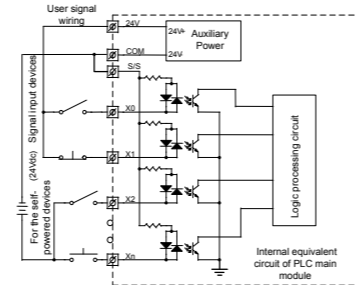 User signal
wiring
24V
24V+
Auxiliary
Power
COM
24V-
S/S
Signal input devices
(24Vdc)
X0
X1
For the self-
powered devices
X2
Xn
Logic processing circuit
Internal equivalent
circuit of PLC main
module